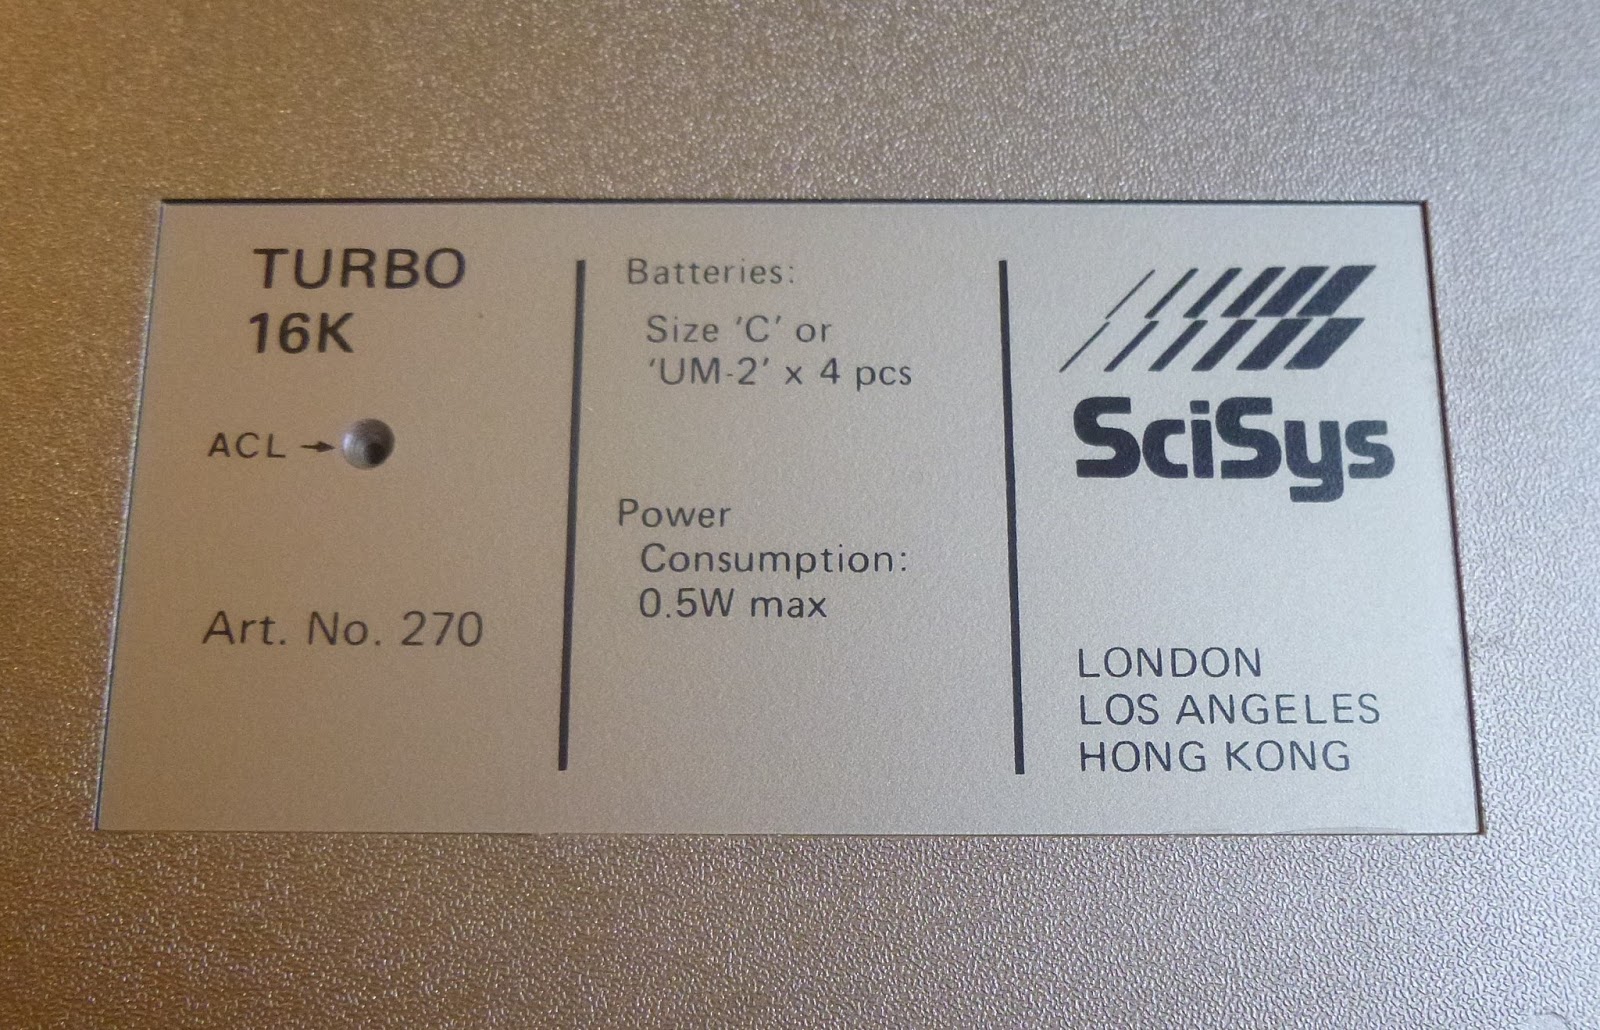 TURBO
16K
ACL →
Art. No. 270
Batteries:
Size ‘C’ or
‘UM-2’ x 4 pcs
Power
Consumption:
0.5W max
SciSys
LONDON
LOS ANGELES
HONG KONG